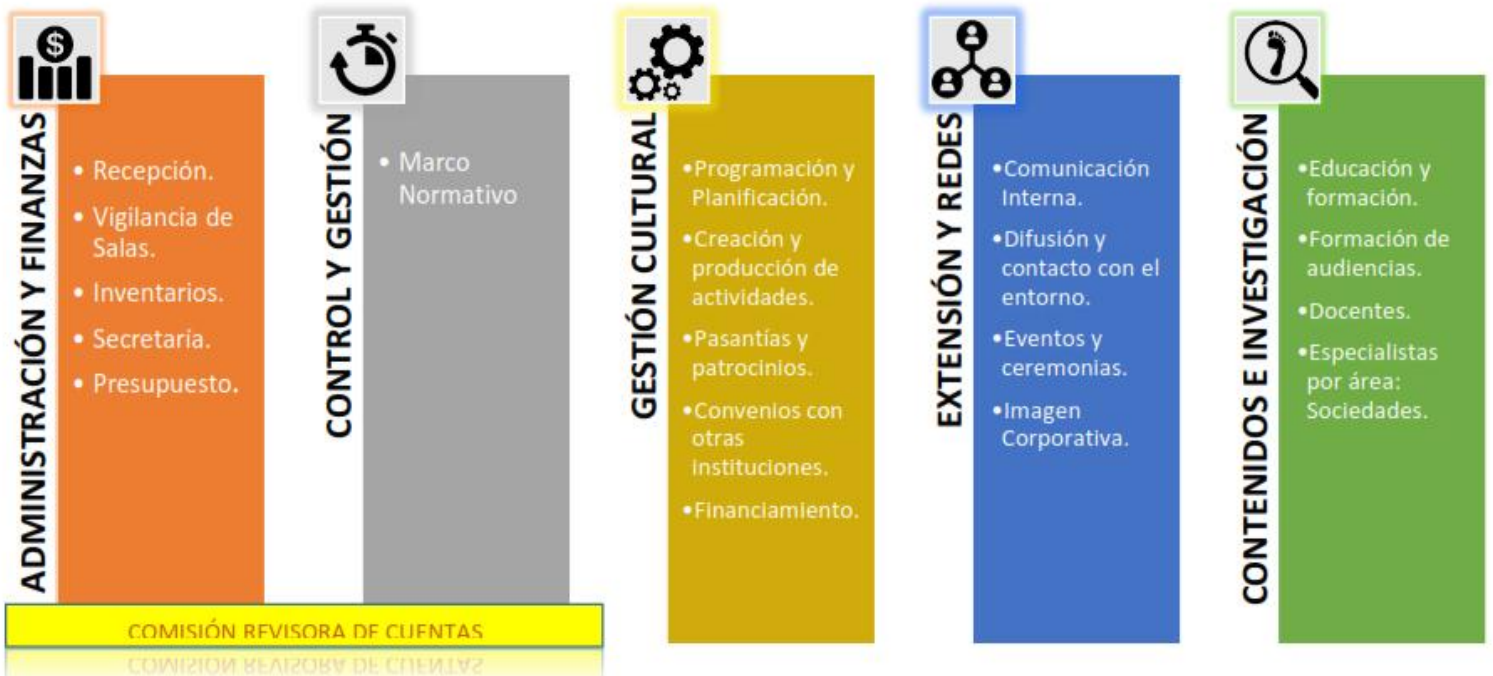 $
ADMINISTRACIÓN Y FINANZAS
• Recepción.
• Vigilancia de
Salas.
• Inventarios.
• Secretaría.
• Presupuesto.
CONTROL Y GESTIÓN
• Marco
Normativo
COMISIÓN REVISORA DE CUENTAS
GESTIÓN CULTURAL
•Programación y
Planificación.
•Creación y
producción de
actividades.
•Pasantías y
patrocinios.
•Convenios con
otras
instituciones.
•Financiamiento.
EXTENSIÓN Y REDES
•Comunicación
Interna.
•Difusión y
contacto con el
entorno.
•Eventos y
ceremonias.
•Imagen
Corporativa.
CONTENIDOS E INVESTIGACIÓN
•Educación y
formación.
•Formación de
audiencias.
•Docentes.
•Especialistas
por área:
Sociedades.